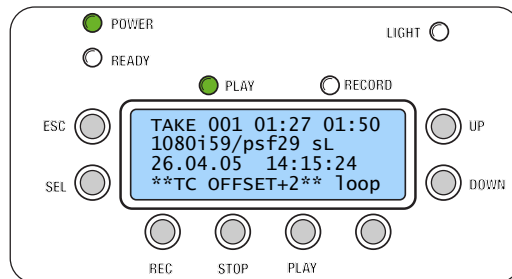 POWER
LIGHT
READY
PLAY
RECORD
ESC
TAKE 001 01:27 01:50
UP
1080i59/psf29 sL
26.04.05 14:15:24
SEL
**TC OFFSET+2** loop
DOWN
REC
STOP
PLAY